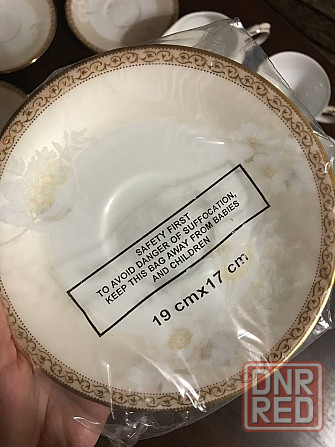 SAFETY FIRST
TO AVOID DANGER OF SUFFOCATION,
KEEP THIS BAG AWAY FROM BABIES
AND CHILDREN
19 cmx17 cm
DNR
RED